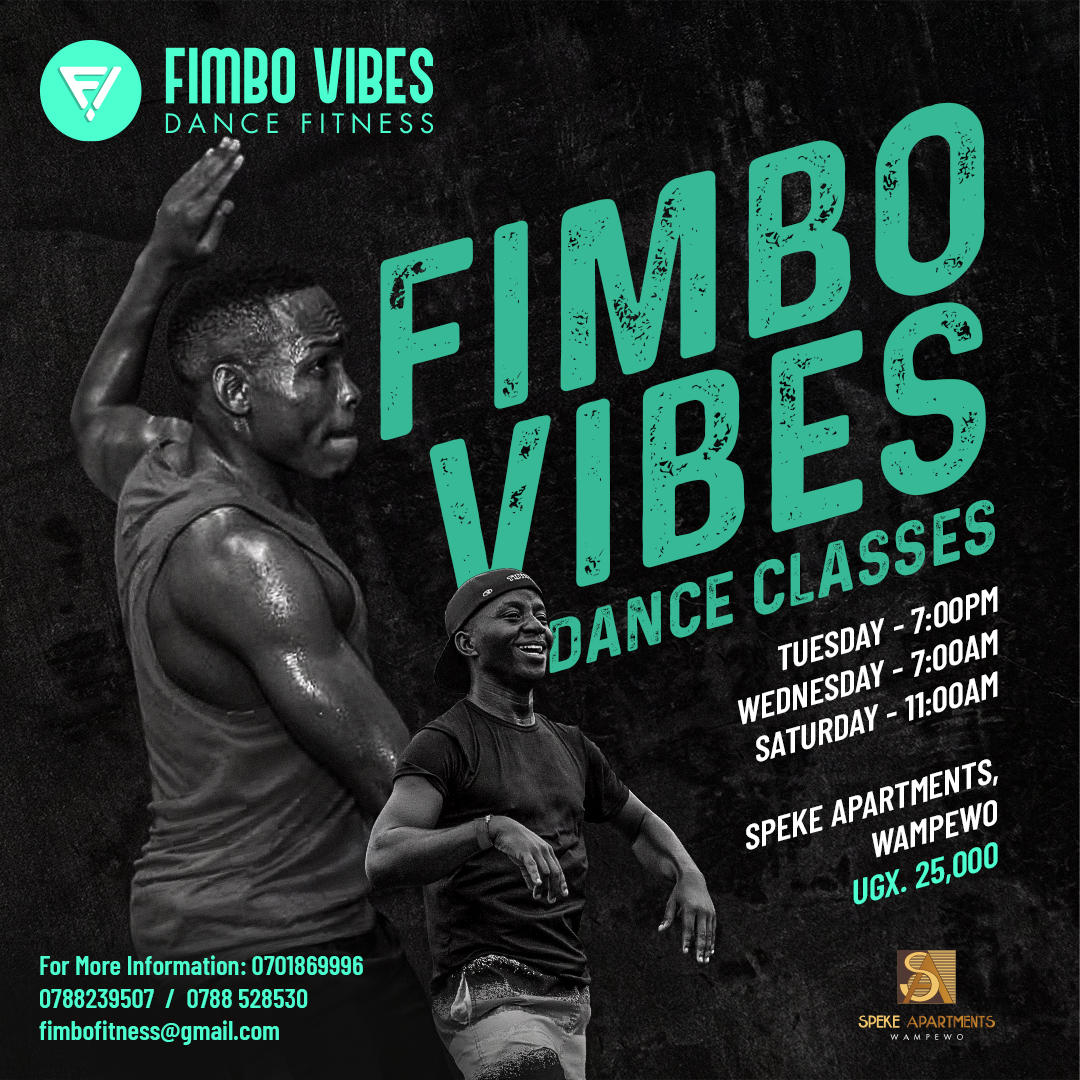 FIMBO VIBES
DANCE FITNESS
FIMBO
VIBES
DANCE CLASSES
TUESDAY - 7:00PM
WEDNESDAY - 7:00AM
SATURDAY - 11:00AM
SPEKE APARTMENTS,
WAMPEWO
UGX. 25,000
For More Information: 0701869996
0788239507 / 0788 528530
fimbofitness@gmail.com
SA
SPEKE APARTMENTS
WAMPEWO